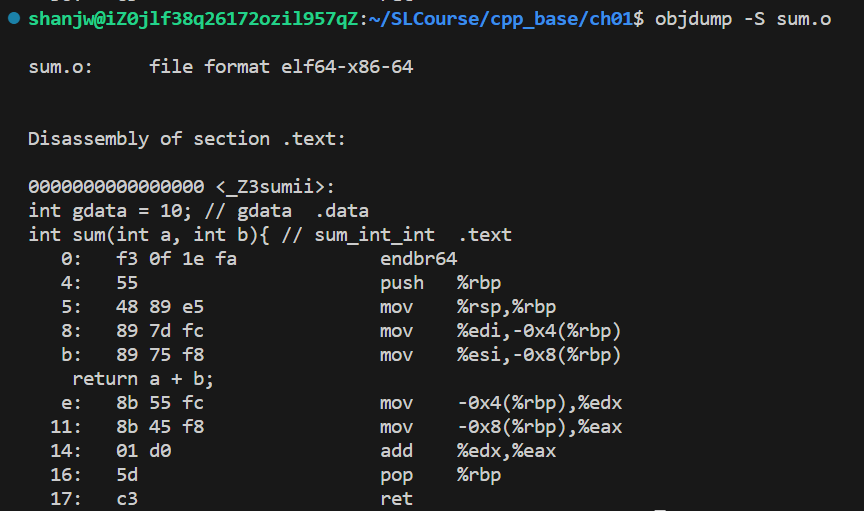 shanjw@iZ0jlf38q26172ozil957qZ:~/SLCourse/cpp_base/ch01$ objdump -S sum.o
sum.o:     file format elf64-x86-64
Disassembly of section .text:
0000000000000000 <_Z3sumii>:
int gdata = 10; // gdata  .data
int sum(int a, int b){ // sum_int_int  .text
   0:   f3 0f 1e fa             endbr64
   4:   55                      push   %rbp
   5:   48 89 e5                mov    %rsp,%rbp
   8:   89 7d fc                mov    %edi,-0x4(%rbp)
   b:   89 75 f8                mov    %esi,-0x8(%rbp)
    return a + b;
   e:   8b 55 fc                mov    -0x4(%rbp),%edx
  11:   8b 45 f8                mov    -0x8(%rbp),%eax
  14:   01 d0                   add    %edx,%eax
  16:   5d                      pop    %rbp
  17:   c3                      ret